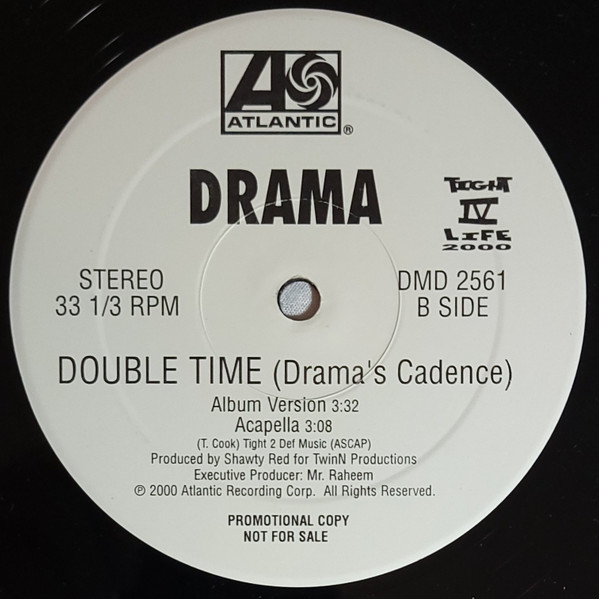 ATLANTIC®
DRAMA
TIGHT
IV
LIFE
2000
STEREO
33 1/3 RPM
DMD 2561
B SIDE
DOUBLE TIME (Drama's Cadence)
Album Version 3:32
Acapella 3:08
(T. Cook) Tight 2 Def Music (ASCAP)
Produced by Shawty Red for TwinN Productions
Executive Producer: Mr. Raheem
℗ 2000 Atlantic Recording Corp. All Rights Reserved.
PROMOTIONAL COPY
NOT FOR SALE